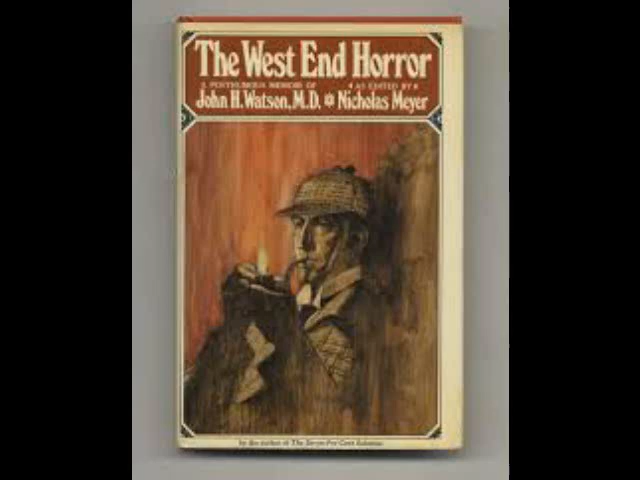 The West End Horror
A POSTHUMOUS MEMOIR OF • AS EDITED BY •
John H. Watson, M.D. Nicholas Meyer
by the author of The Seven-Per-Cent Solution